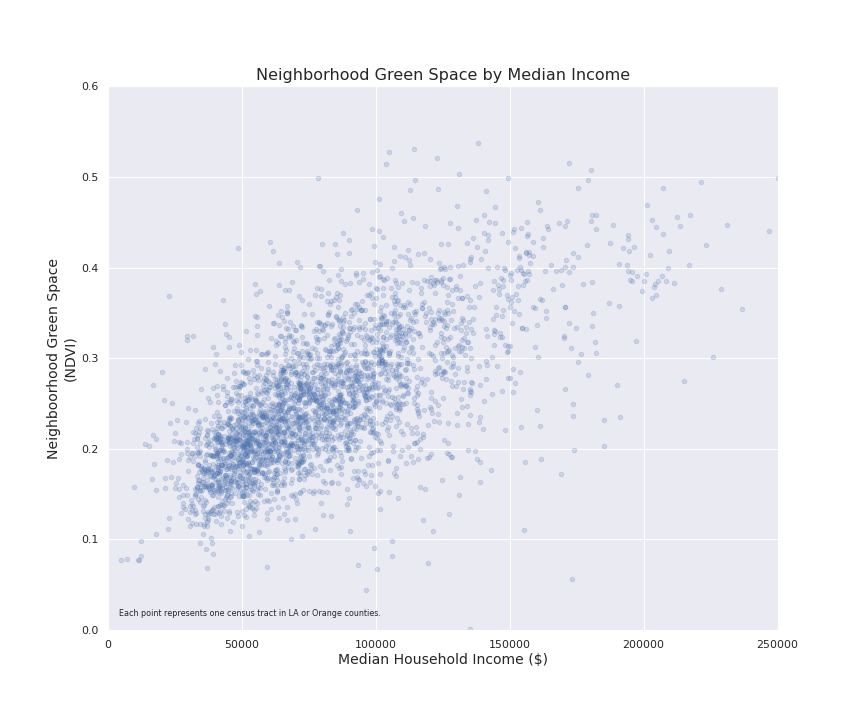 Neighborhood Green Space by Median Income
0.6
0.5
0.4
0.3
0.2
0.1
0.0
Neighboorhood Green Space
(NDVI)
Each point represents one census tract in LA or Orange counties.
0 50000 100000 150000 200000 250000
Median Household Income ($)